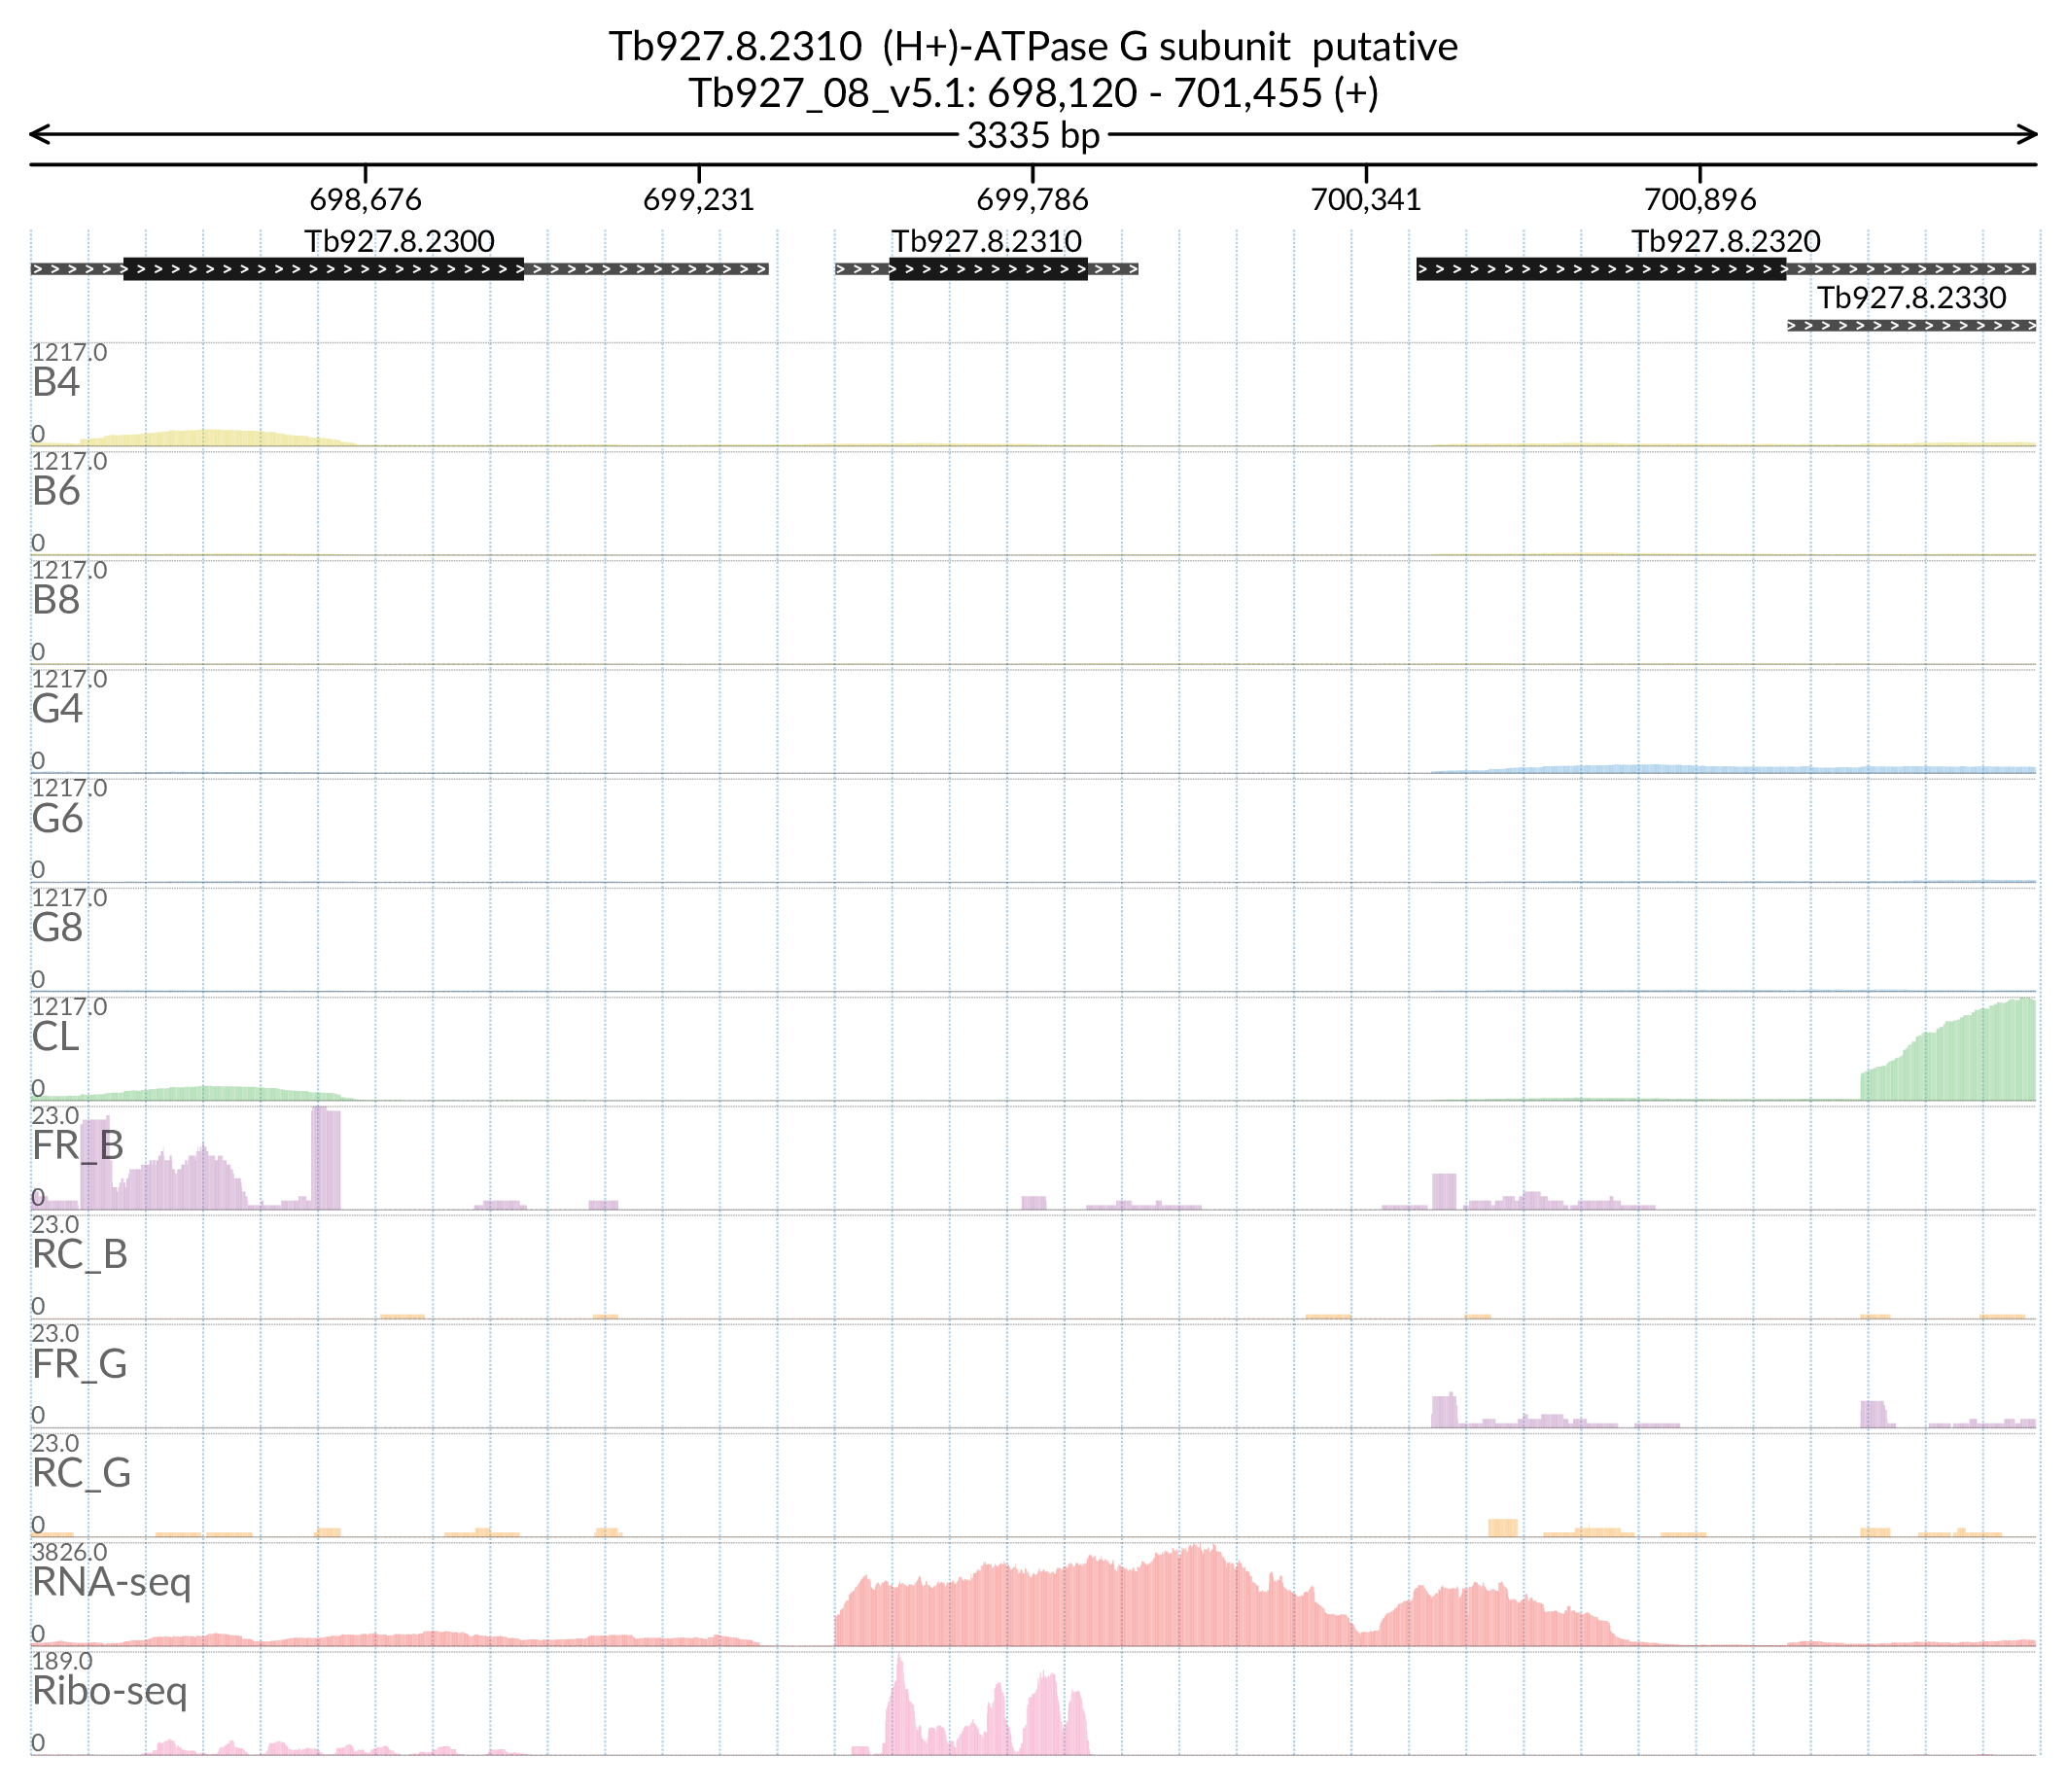 Tb927.8.2310  (H+)-ATPase G subunit  putative
Tb927_08_v5.1: 698,120 - 701,455 (+)
3335 bp
698,676 699,231 699,786 700,341 700,896
Tb927.8.2300 Tb927.8.2310 Tb927.8.2320
Tb927.8.2330
1217.0
B4
0
1217.0
B6
0
1217.0
B8
0
1217.0
G4
0
1217.0
G6
0
1217.0
G8
0
1217.0
CL
0
23.0
FR_B
0
23.0
RC_B
0
23.0
FR_G
0
23.0
RC_G
0
3826.0
RNA-seq
0
189.0
Ribo-seq
0